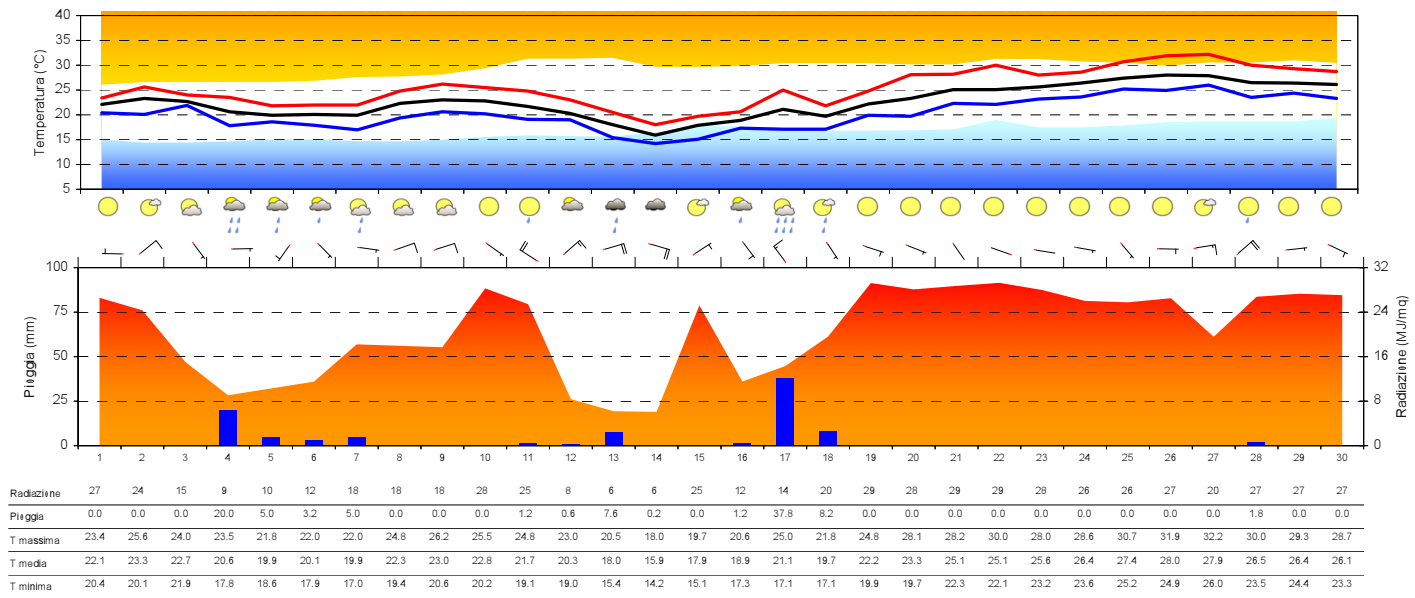 40
35
30
25
20
15
10
5
Temperatura (°C)
100
75
50
25
0
Pioggia (mm)
32
24
16
8
0
Radiazione (MJ/mq)
1 2 3 4 5 6 7 8 9 10 11 12 13 14 15 16 17 18 19 20 21 22 23 24 25 26 27 28 29 30
Radiazione 27 24 15 9 10 12 18 18 18 28 25 8 6 6 25 12 14 20 29 28 29 29 28 26 26 27 20 27 27 27
Pioggia 0.0 0.0 0.0 20.0 5.0 3.2 5.0 0.0 0.0 0.0 1.2 0.6 7.6 0.2 0.0 1.2 37.8 8.2 0.0 0.0 0.0 0.0 0.0 0.0 0.0 0.0 0.0 1.8 0.0 0.0
T massima 23.4 25.6 24.0 23.5 21.8 22.0 22.0 24.8 26.2 25.5 24.8 23.0 20.5 18.0 19.7 20.6 25.0 21.8 24.8 28.1 28.2 30.0 28.0 28.6 30.7 31.9 32.2 30.0 29.3 28.7
T media 22.1 23.3 22.7 20.6 19.9 20.1 19.9 22.3 23.0 22.8 21.7 20.3 18.0 15.9 17.9 18.9 21.1 19.7 22.2 23.3 25.1 25.1 25.6 26.4 27.4 28.0 27.9 26.5 26.4 26.1
T minima 20.4 20.1 21.9 17.8 18.6 17.9 17.0 19.4 20.6 20.2 19.1 19.0 15.4 14.2 15.1 17.3 17.1 17.1 19.9 19.7 22.3 22.1 23.2 23.6 25.2 24.9 26.0 23.5 24.4 23.3